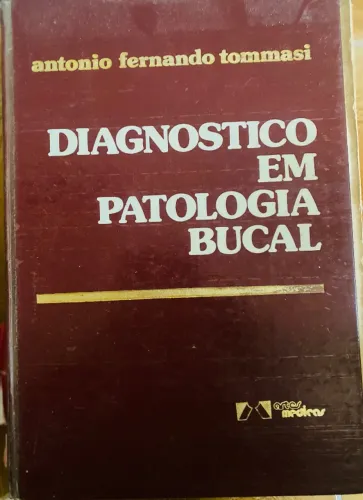 antonio fernando tommasi
DIAGNOSTICO
EM
PATOLOGIA
BUCAL
artes
médicas